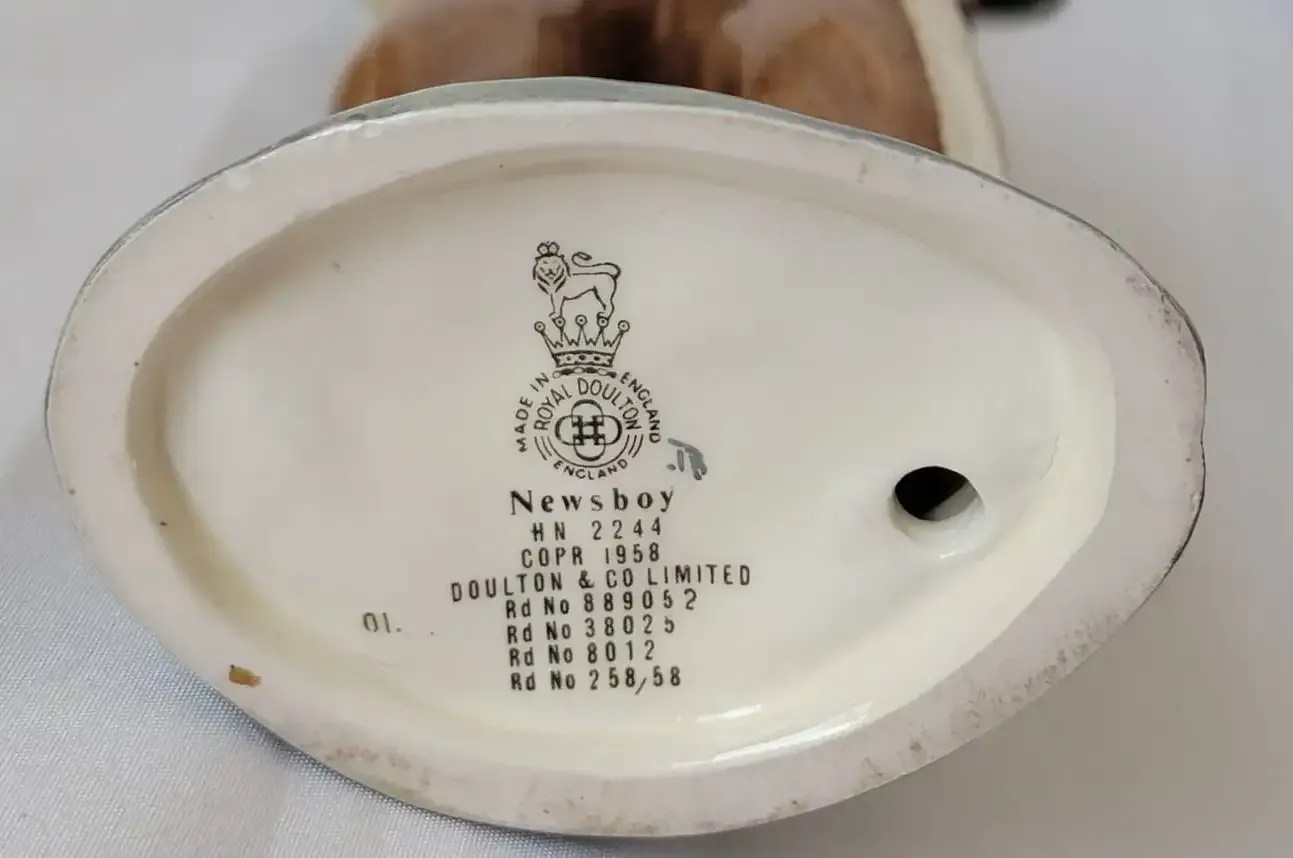 MADE IN ENGLAND
ROYAL DOULTON
ENGLAND
Newsboy
HN 2244
COPR 1958
DOULTON & CO LIMITED
Rd No 889052
Rd No 38025
Rd No 8012
Rd No 258/58
01.